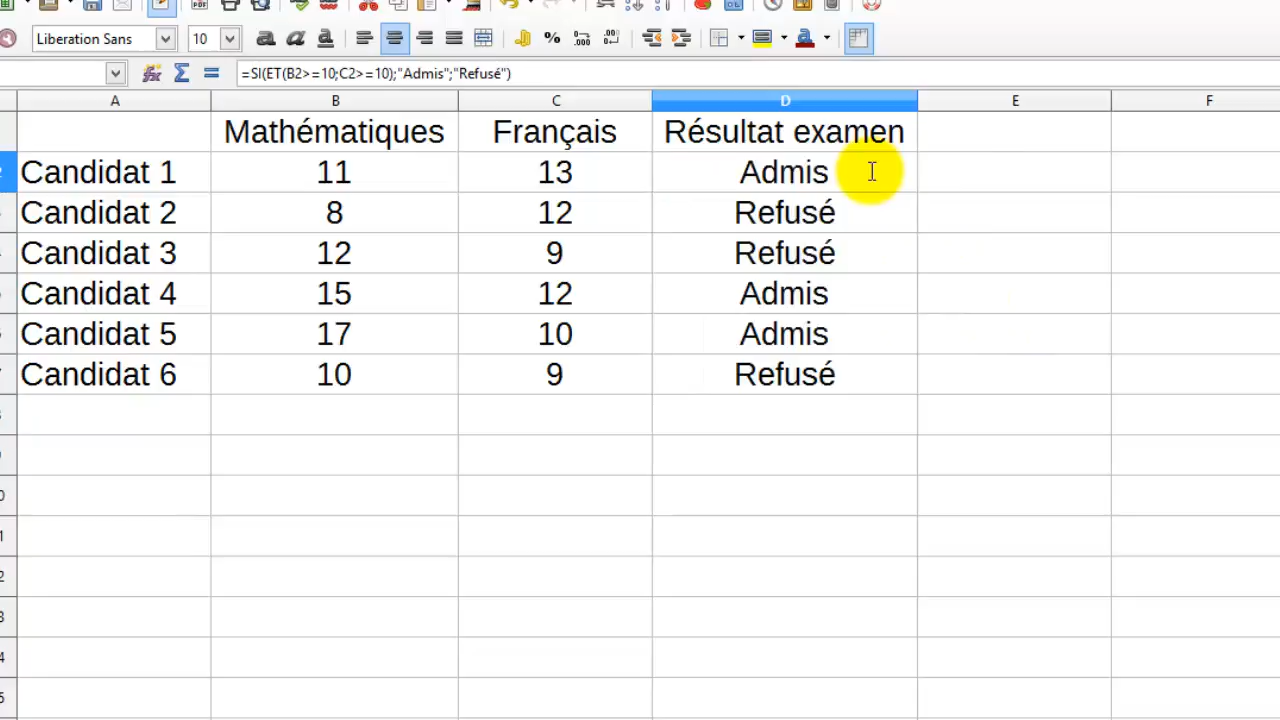 Liberation Sans 10
=SI(ET(B2>=10;C2>=10);"Admis";"Refusé")
A B C D E F
Mathématiques Français Résultat examen
Candidat 1 11 13 Admis
Candidat 2 8 12 Refusé
Candidat 3 12 9 Refusé
Candidat 4 15 12 Admis
Candidat 5 17 10 Admis
Candidat 6 10 9 Refusé